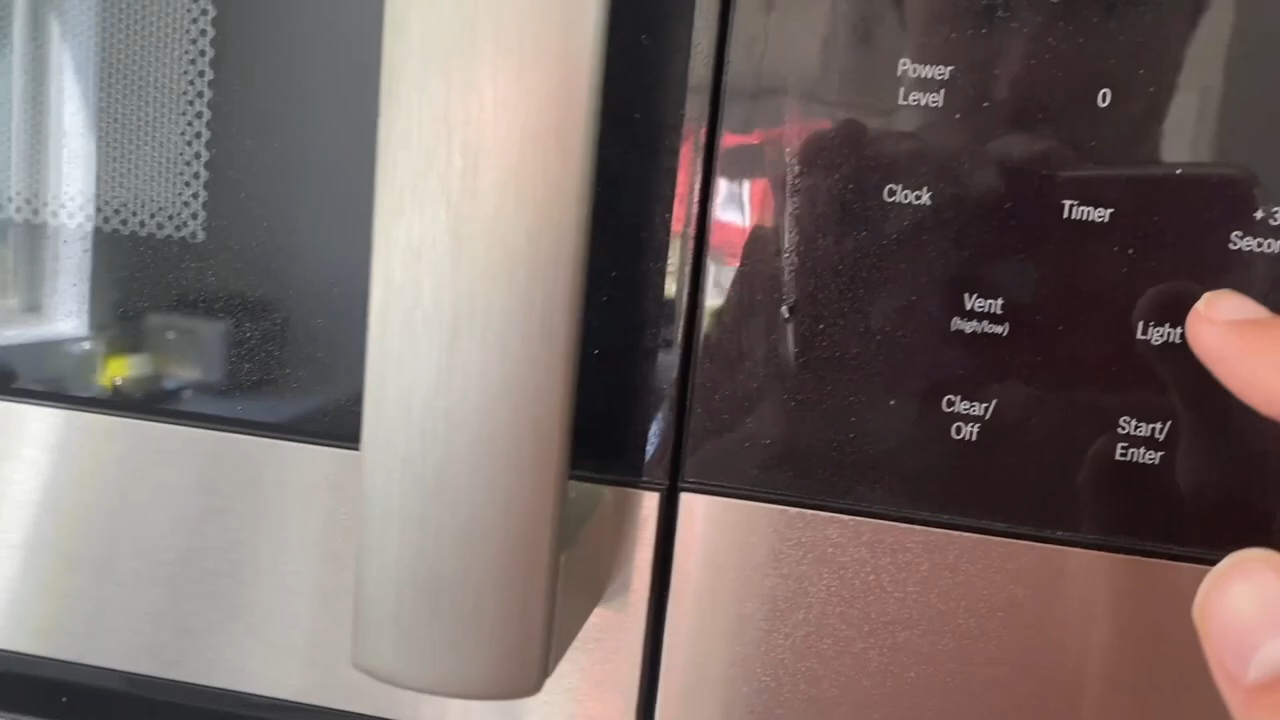 Power
Level
0
Clock
Timer
Vent
(high/low)
Light
Clear/
Off
Start/
Enter